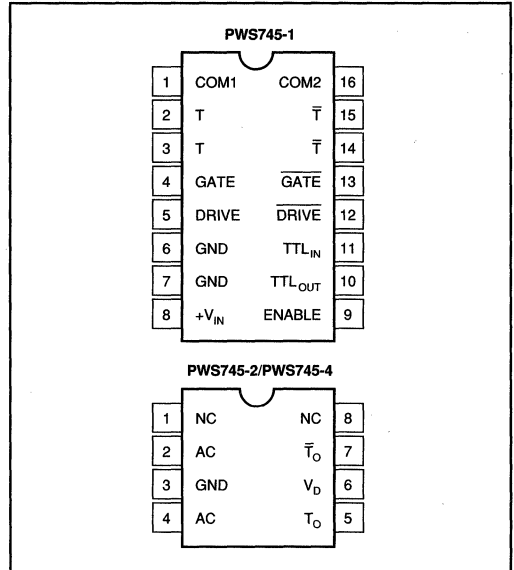 PWS745-1
1 COM1 COM2 16
2 T T̅ 15
3 T T̅ 14
4 GATE G̅A̅T̅E̅ 13
5 DRIVE D̅R̅I̅V̅E̅ 12
6 GND TTL_IN 11
7 GND TTL_OUT 10
8 +V_IN ENABLE 9
PWS745-2/PWS745-4
1 NC NC 8
2 AC T̅_O 7
3 GND V_D 6
4 AC T_O 5